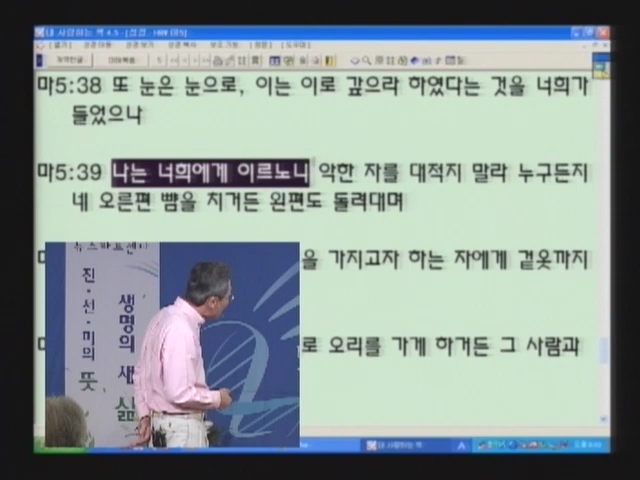 마5:38 또 눈은 눈으로, 이는 이로 갚으라 하였다는 것을 너희가
들었으나
마5:39 나는 너희에게 이르노니 악한 자를 대적지 말라 누구든지
네 오른편 뺨을 치거든 왼편도 돌려대며
을 가지고자 하는 자에게 겉옷까지
로 오리를 가게 하거든 그 사람과
진·선·미의
뜻
생명의 새
삶